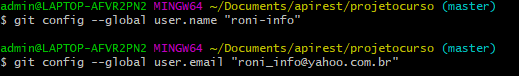 admin@LAPTOP-AFVR2PN2 MINGW64 ~/Documents/apirest/projetocurso (master)
$ git config --global user.name "roni-info"
admin@LAPTOP-AFVR2PN2 MINGW64 ~/Documents/apirest/projetocurso (master)
$ git config --global user.email "roni_info@yahoo.com.br"